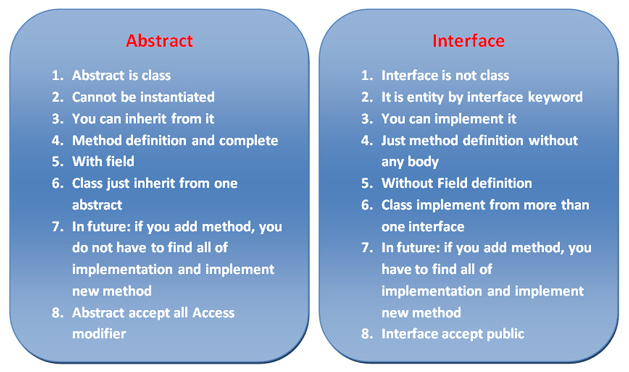 Abstract
1. Abstract is class
2. Cannot be instantiated
3. You can inherit from it
4. Method definition and complete
5. With field
6. Class just inherit from one
abstract
7. In future: if you add method, you
do not have to find all of
implementation and implement
new method
8. Abstract accept all Access
modifier
Interface
1. Interface is not class
2. It is entity by interface keyword
3. You can implement it
4. Just method definition without
any body
5. Without Field definition
6. Class implement from more than
one interface
7. In future: if you add method, you
have to find all of
implementation and implement
new method
8. Interface accept public